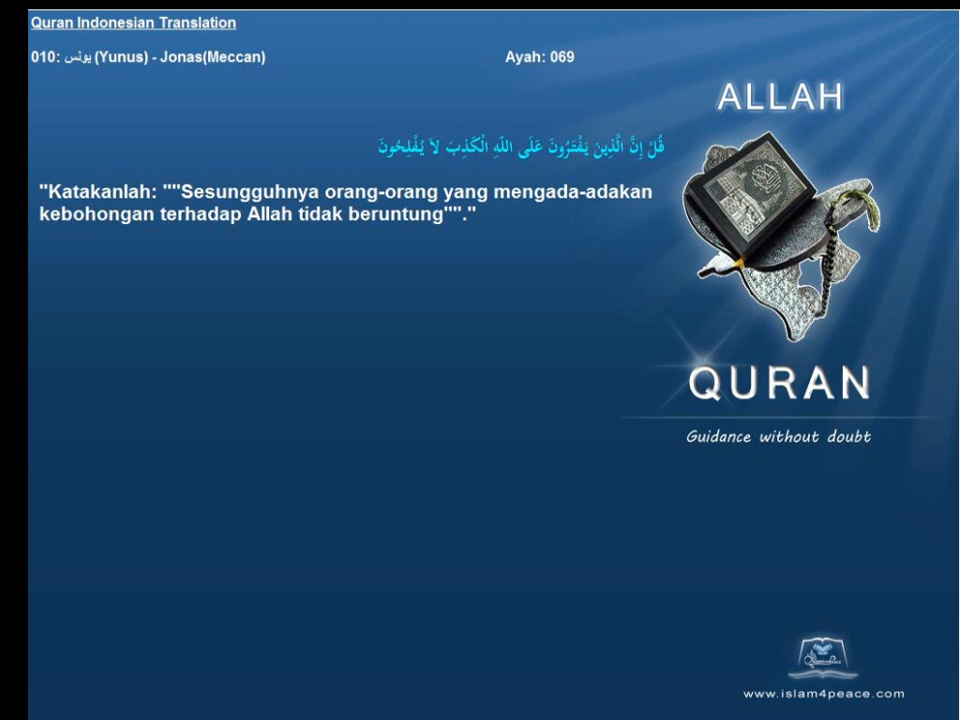 Quran Indonesian Translation
010: يونس (Yunus) - Jonas(Meccan) Ayah: 069
ALLAH
قُلْ إِنَّ الَّذِينَ يَفْتَرُونَ عَلَى اللّهِ الْكَذِبَ لاَ يُفْلِحُونَ
"Katakanlah: ""Sesungguhnya orang-orang yang mengada-adakan
kebohongan terhadap Allah tidak beruntung""."
QURAN
Guidance without doubt
www.islam4peace.com